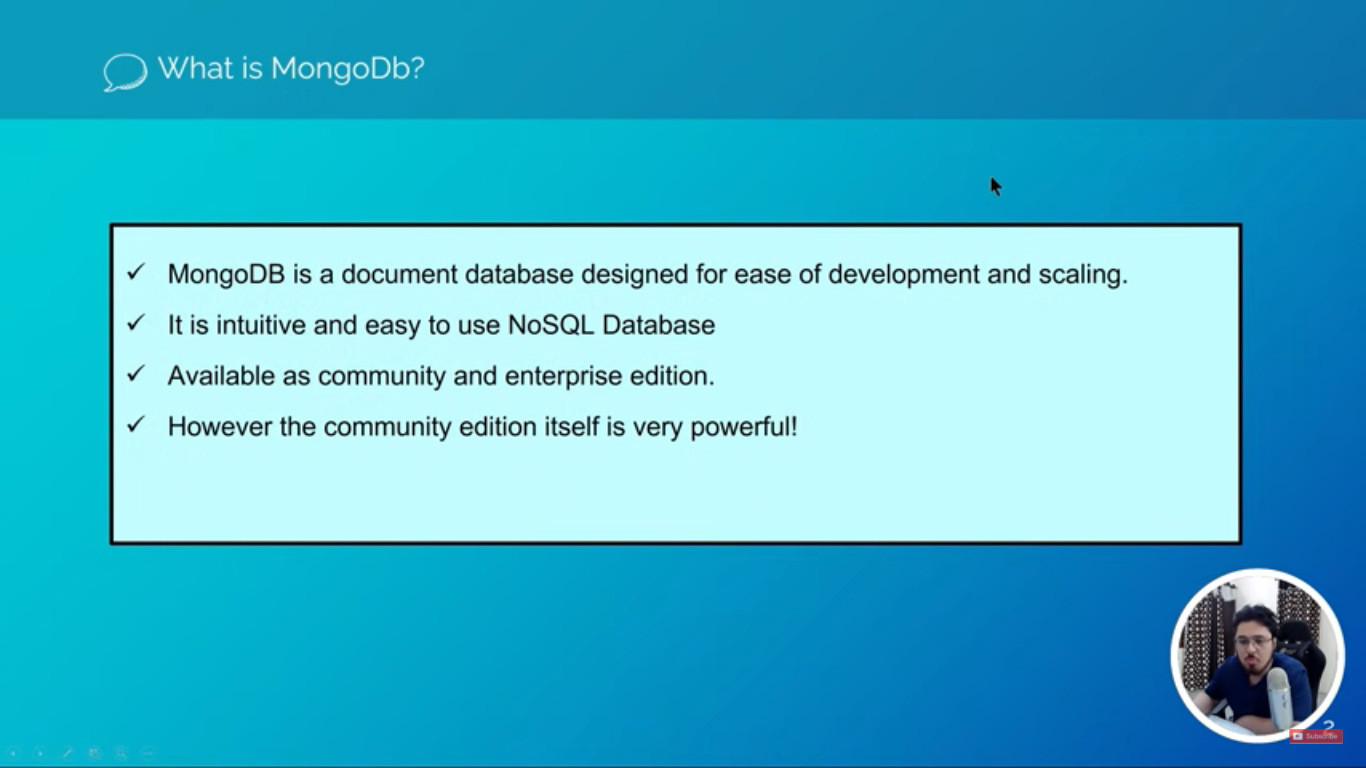 What is MongoDb?
MongoDB is a document database designed for ease of development and scaling.
It is intuitive and easy to use NoSQL Database
Available as community and enterprise edition.
However the community edition itself is very powerful!
2
Subscribe